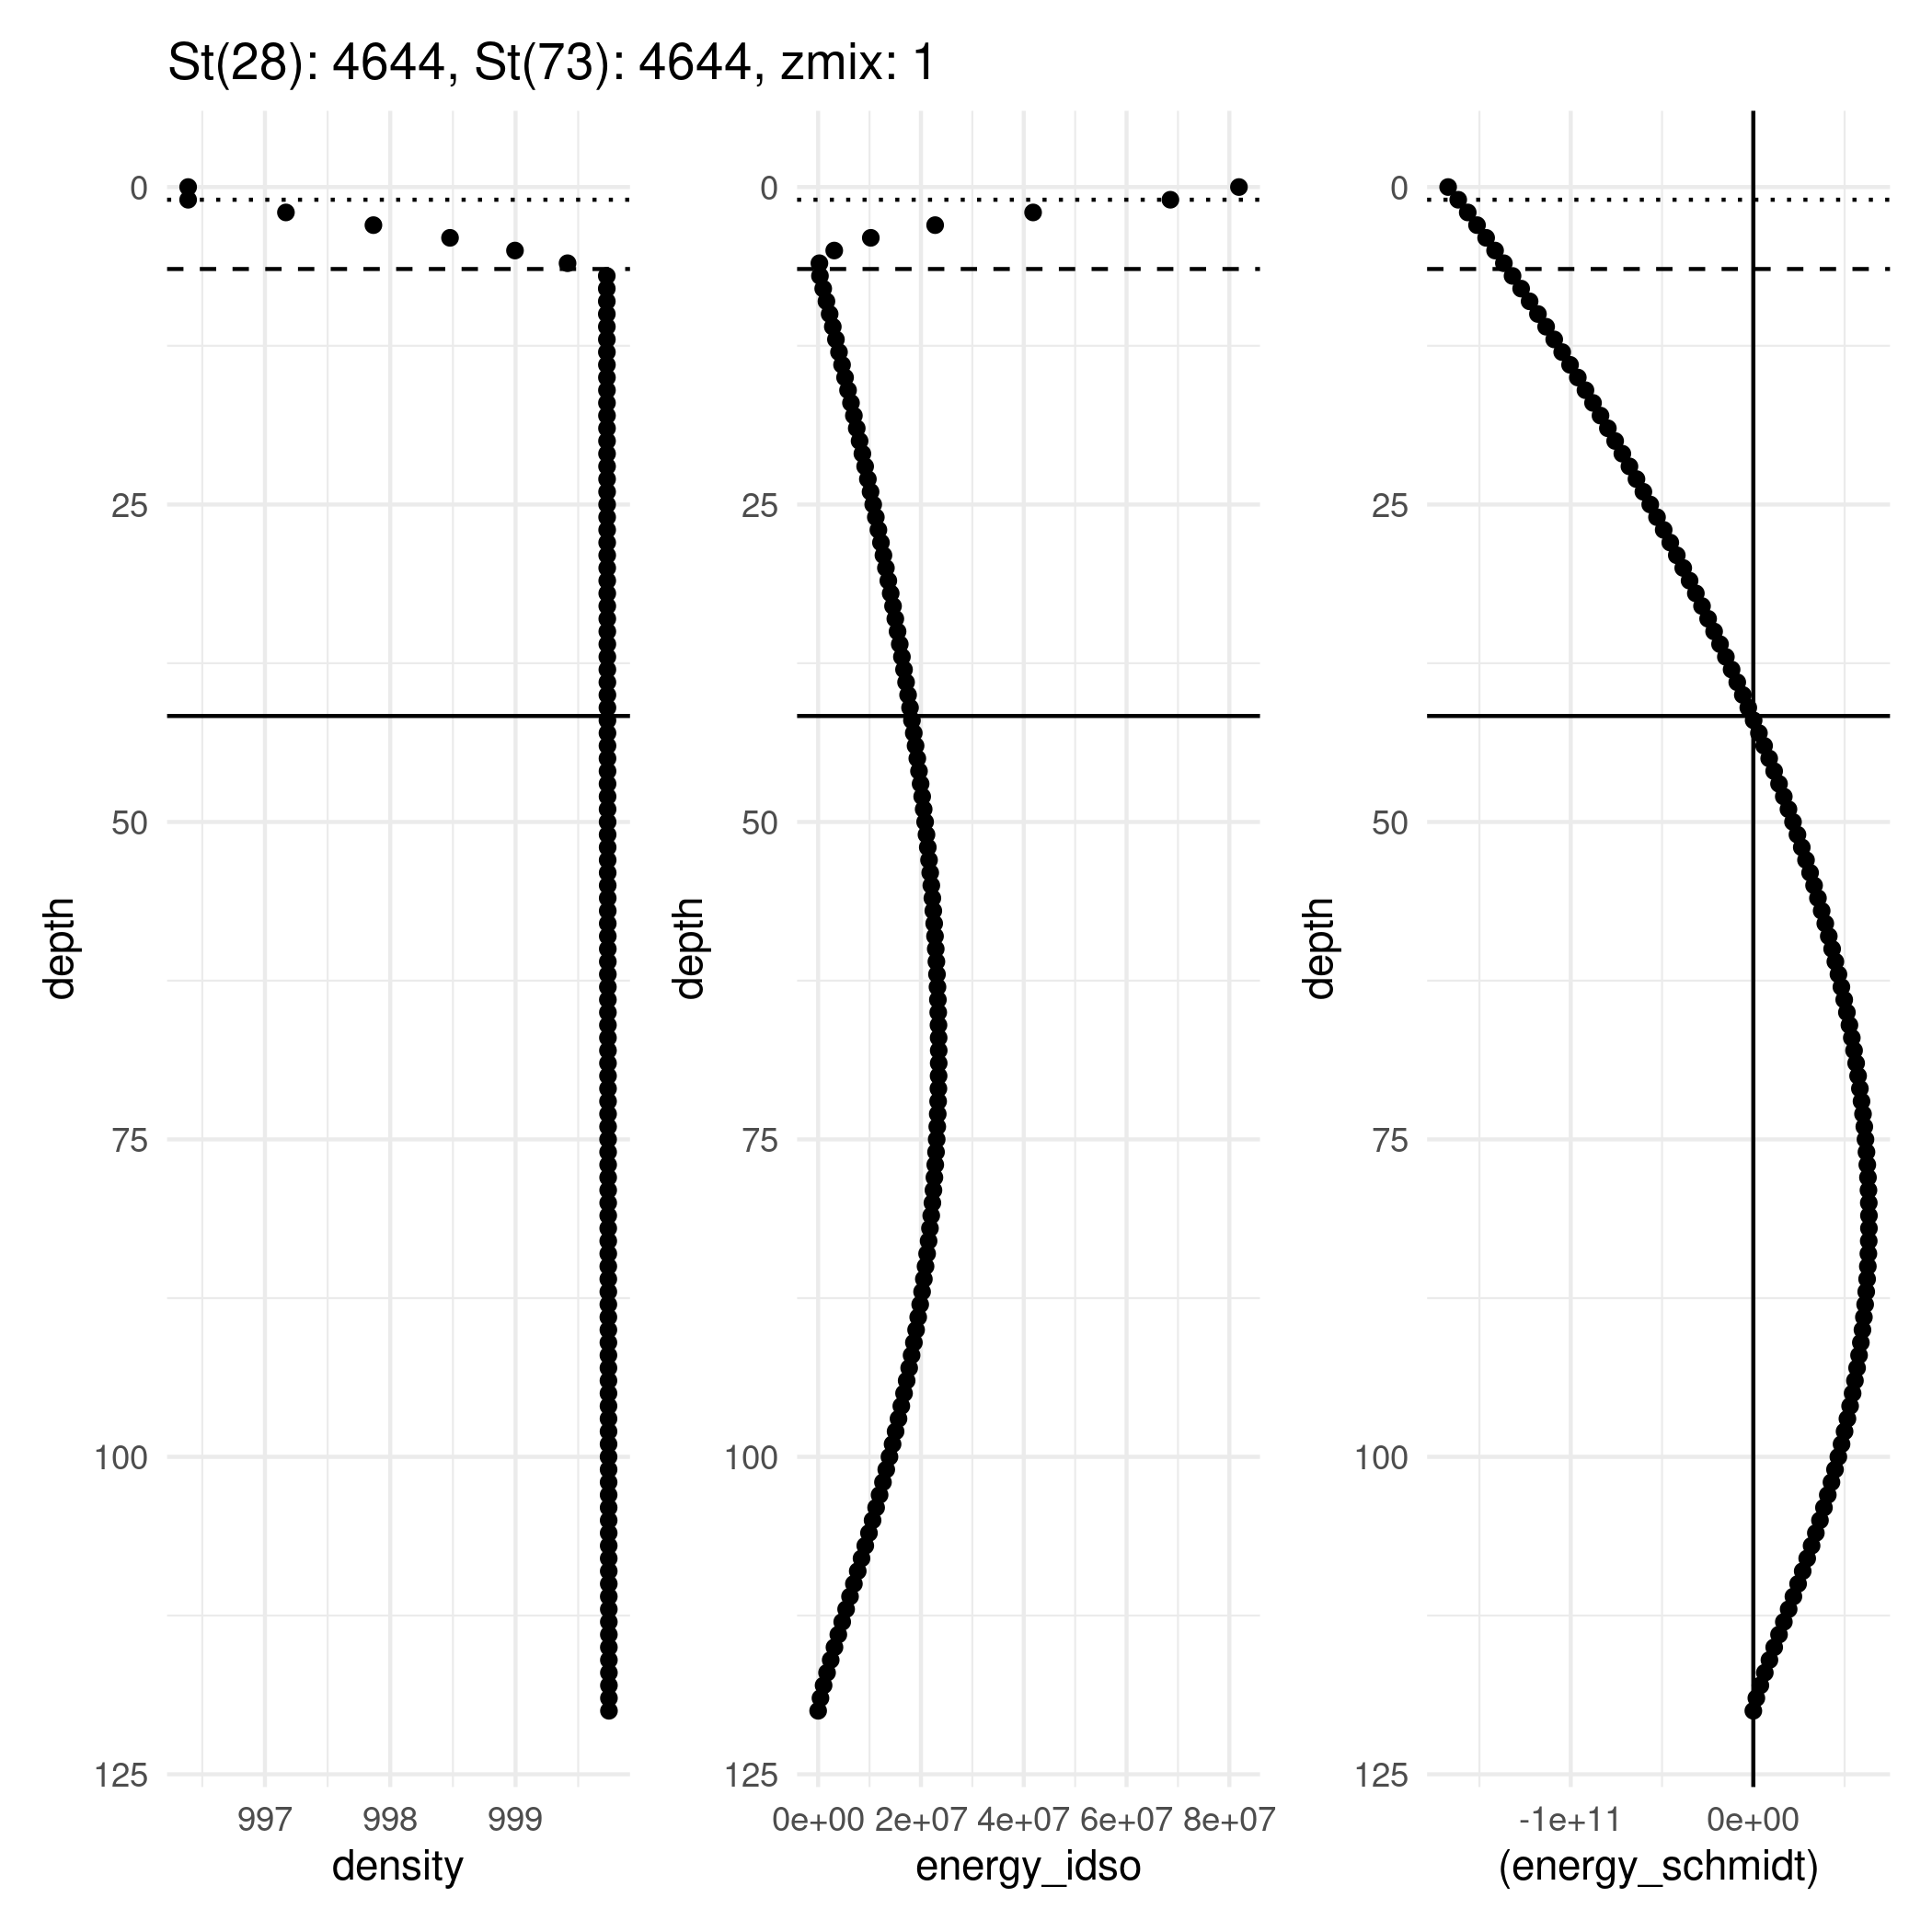 St(28): 4644, St(73): 4644, zmix: 1
0
25
50
75
100
125
depth
997 998 999
density
0
25
50
75
100
125
depth
0e+00 2e+07 4e+07 6e+07 8e+07
energy_idso
0
25
50
75
100
125
depth
-1e+11 0e+00
(energy_schmidt)